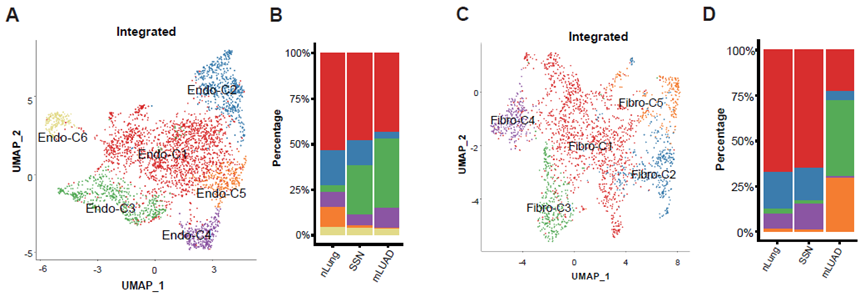 A
Integrated
UMAP_2
5
0
-5
-6
-3
0
3
UMAP_1
Endo-C2
Endo-C6
Endo-C1
Endo-C5
Endo-C3
Endo-C4
B
Percentage
100%
75%
50%
25%
0%
nLung
SSN
mLUAD
C
Integrated
UMAP_2
0
-2
-4
-4
0
4
8
UMAP_1
Fibro-C5
Fibro-C4
Fibro-C1
Fibro-C2
Fibro-C3
D
Percentage
100%
75%
50%
25%
0%
nLung
SSN
mLUAD